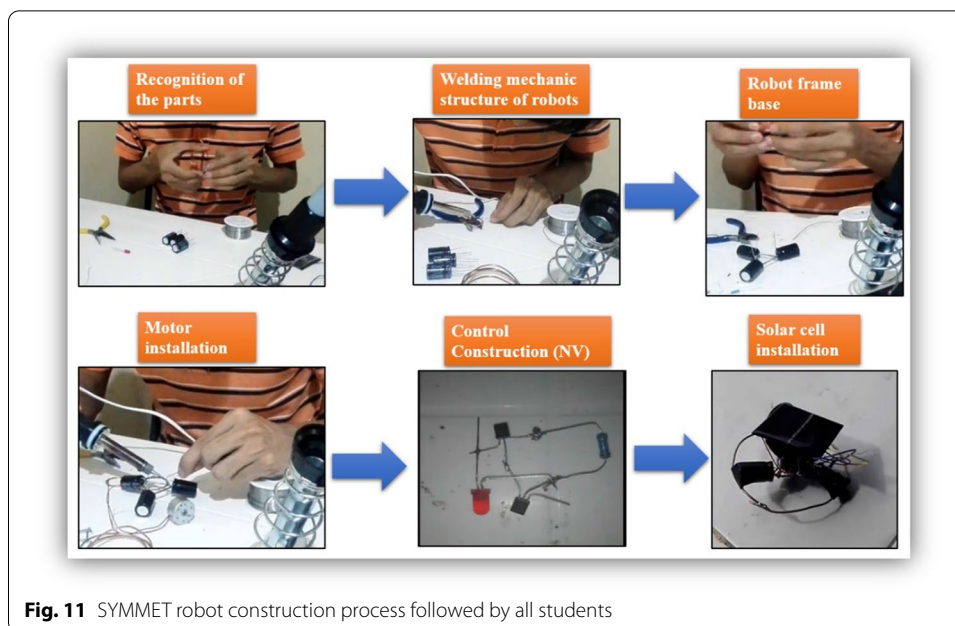 Recognition of
the parts
Welding mechanic
structure of robots
Robot frame
base
Motor
installation
Control
Construction (NV)
Solar cell
installation
Fig. 11 SYMMET robot construction process followed by all students